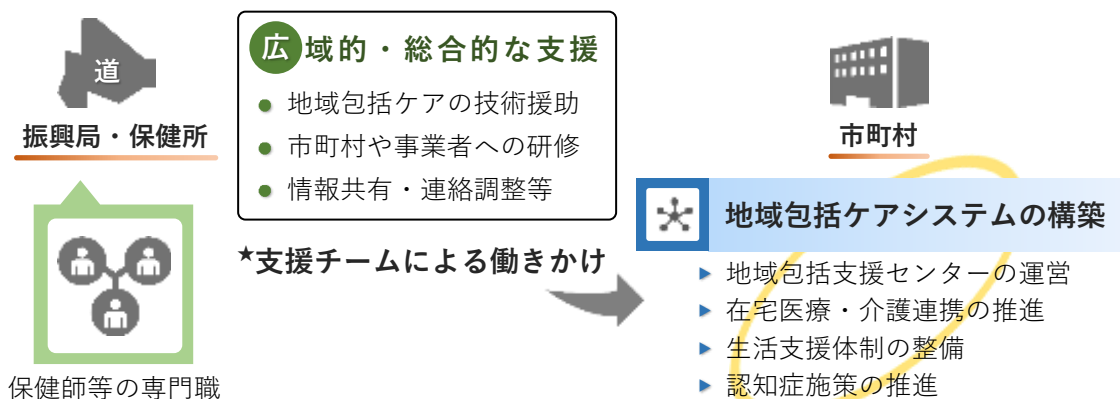 道
振興局・保健所
保健師等の専門職
広域的・総合的な支援
● 地域包括ケアの技術援助
● 市町村や事業者への研修
● 情報共有・連絡調整等
★支援チームによる働きかけ
市町村
地域包括ケアシステムの構築
▶ 地域包括支援センターの運営
▶ 在宅医療・介護連携の推進
▶ 生活支援体制の整備
▶ 認知症施策の推進